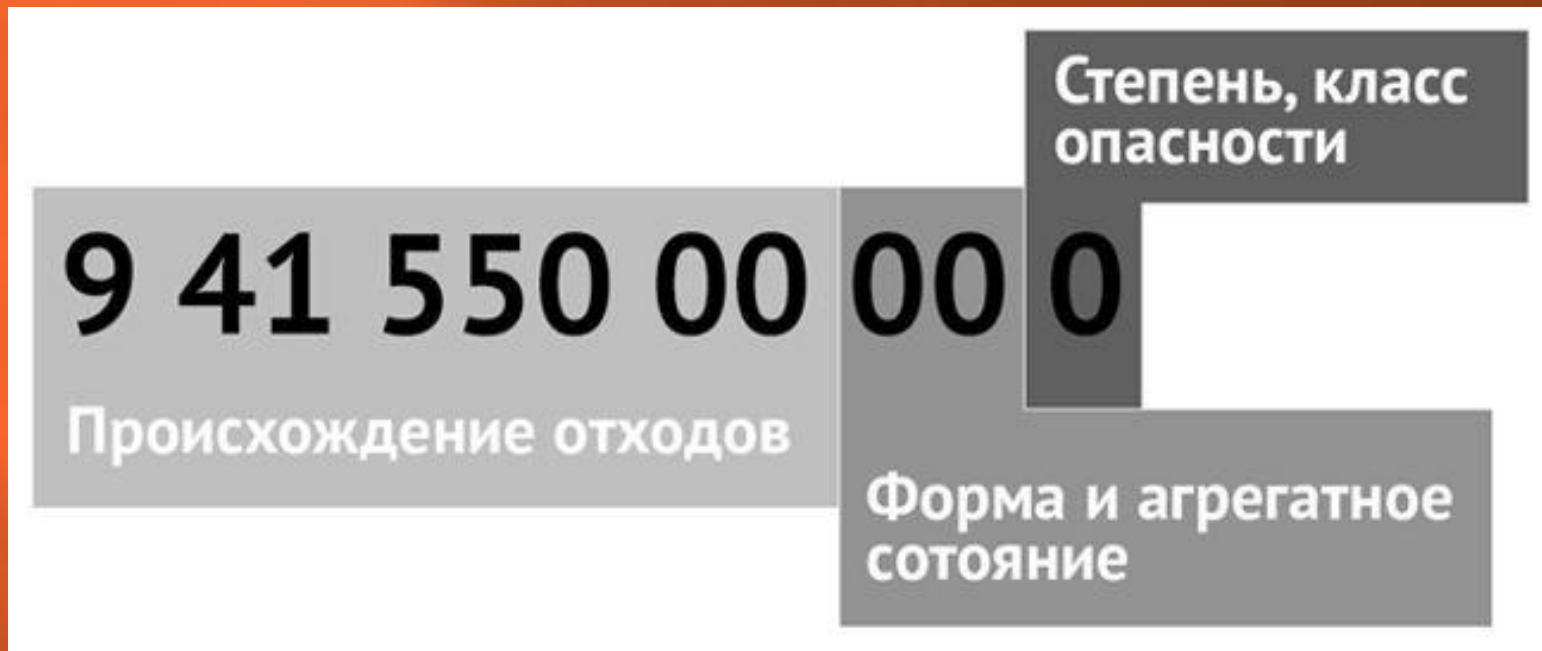 Степень, класс
опасности
9 41 550 00 00 0
Происхождение отходов
Форма и агрегатное
сотояние